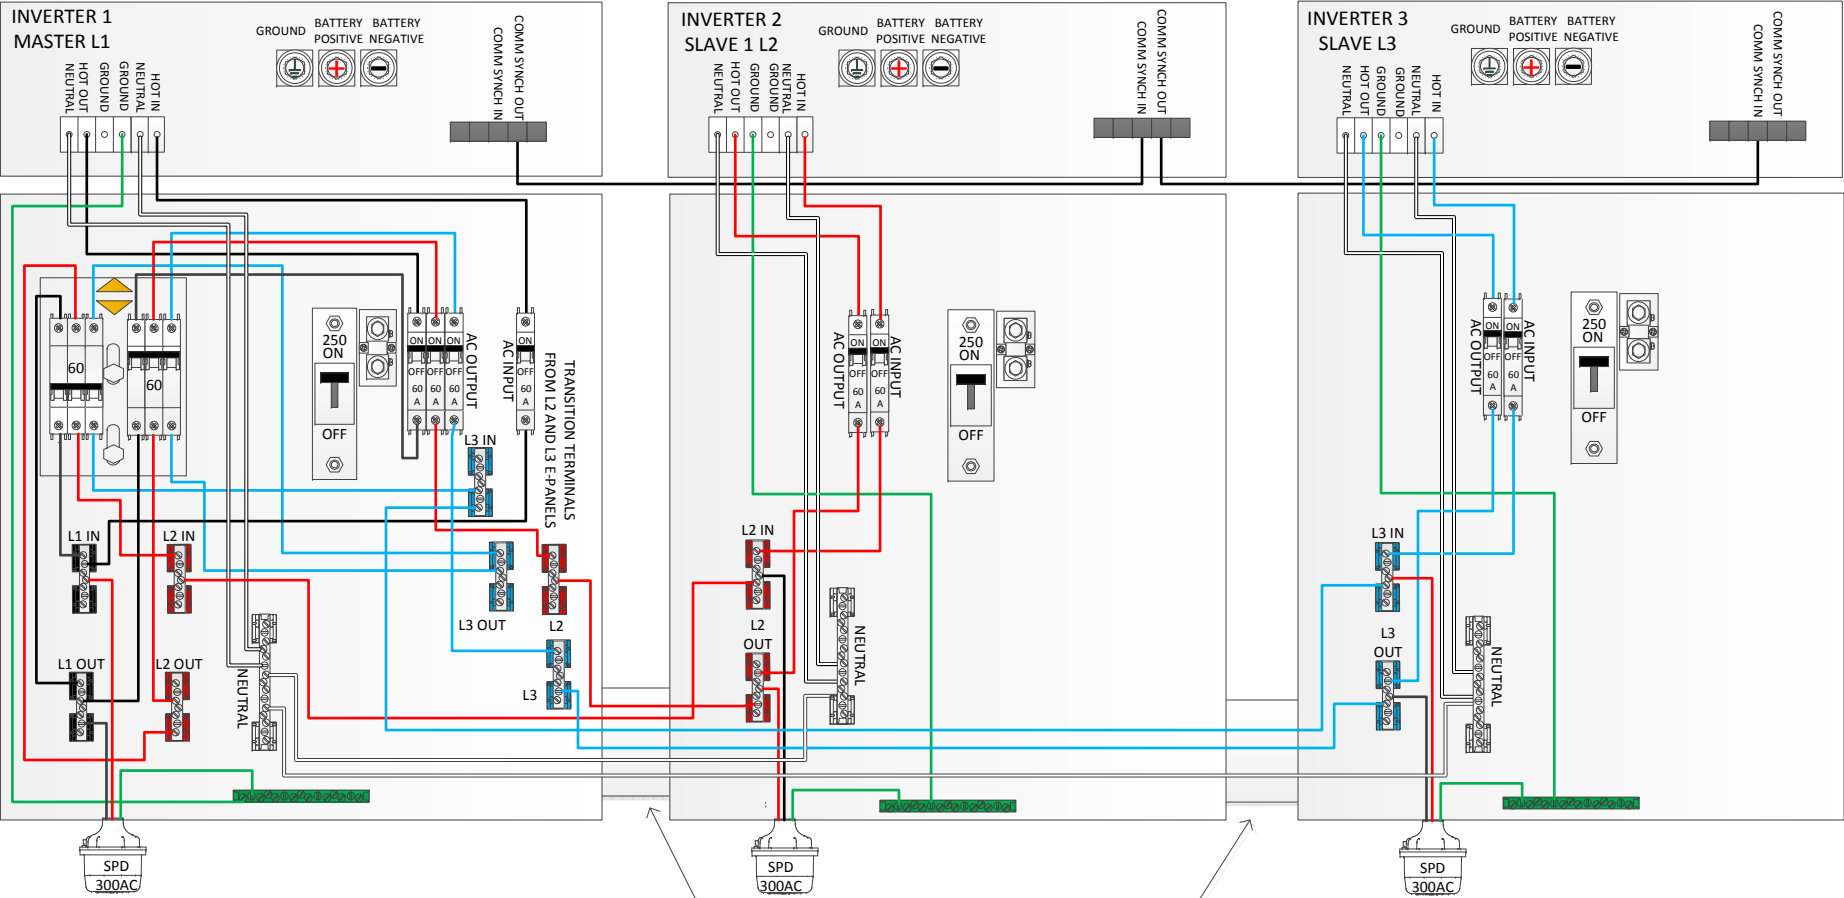 INVERTER 1
MASTER L1
NEUTRAL
HOT OUT
GROUND
GROUND
NEUTRAL
HOT IN
GROUND
BATTERY
POSITIVE
BATTERY
NEGATIVE
COMM SYNCH IN
COMM SYNCH OUT
INVERTER 2
SLAVE 1 L2
NEUTRAL
HOT OUT
GROUND
GROUND
NEUTRAL
HOT IN
GROUND
BATTERY
POSITIVE
BATTERY
NEGATIVE
COMM SYNCH IN
COMM SYNCH OUT
INVERTER 3
SLAVE L3
NEUTRAL
HOT OUT
GROUND
GROUND
NEUTRAL
HOT IN
GROUND
BATTERY
POSITIVE
BATTERY
NEGATIVE
COMM SYNCH IN
COMM SYNCH OUT
60
60
250
ON
OFF
ON
ON
ON
OFF
OFF
OFF
60
60
60
A
A
A
AC OUTPUT
AC INPUT
ON
OFF
60
A
TRANSITION TERMINALS
FROM L2 AND L3 E-PANELS
L3 IN
L1 IN
L2 IN
L3 OUT
L2
L3
L1 OUT
L2 OUT
NEUTRAL
SPD
300AC
AC OUTPUT
ON
ON
OFF
OFF
60
60
A
A
AC INPUT
250
ON
OFF
L2 IN
L2
OUT
NEUTRAL
SPD
300AC
AC OUTPUT
ON
ON
OFF
OFF
60
60
A
A
AC INPUT
250
ON
OFF
L3 IN
L3
OUT
NEUTRAL
SPD
300AC